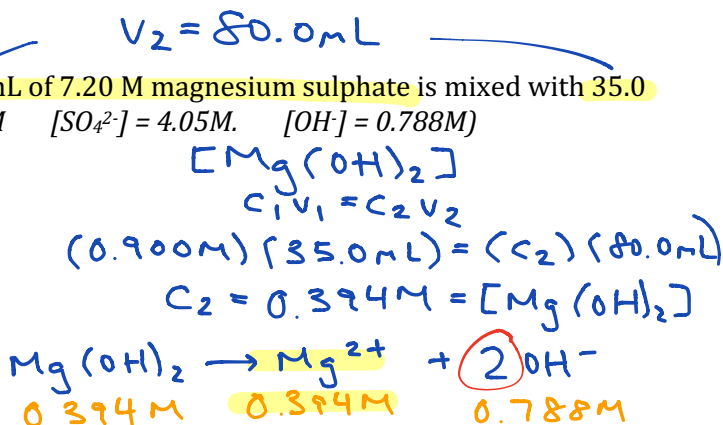 V₂ = 80.0mL
mL of 7.20 M magnesium sulphate is mixed with 35.0
[SO₄²⁻] = 4.05M. [OH⁻] = 0.788M)
[Mg(OH)₂]
C₁V₁ = C₂V₂
(0.900M)(35.0mL) = (C₂)(80.0mL)
C₂ = 0.394M = [Mg(OH)₂]
Mg(OH)₂ → Mg²⁺ + 2OH⁻
0.394M 0.394M 0.788M